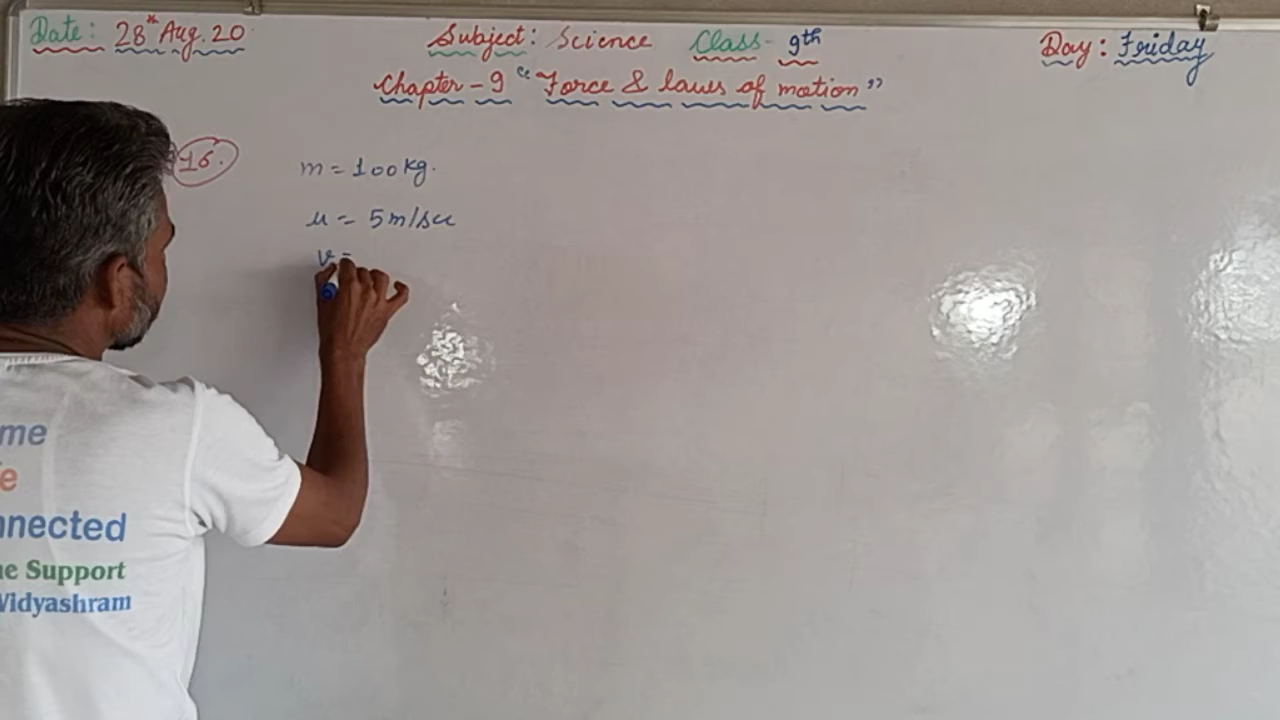 Date: 28th Aug. 20
Subject: Science Class- 9th
Day: Friday
Chapter-9 "Force & laws of motion"
16.
m = 100 kg.
u = 5 m/sec
v =
me
e
nnected
ne Support
Vidyashram